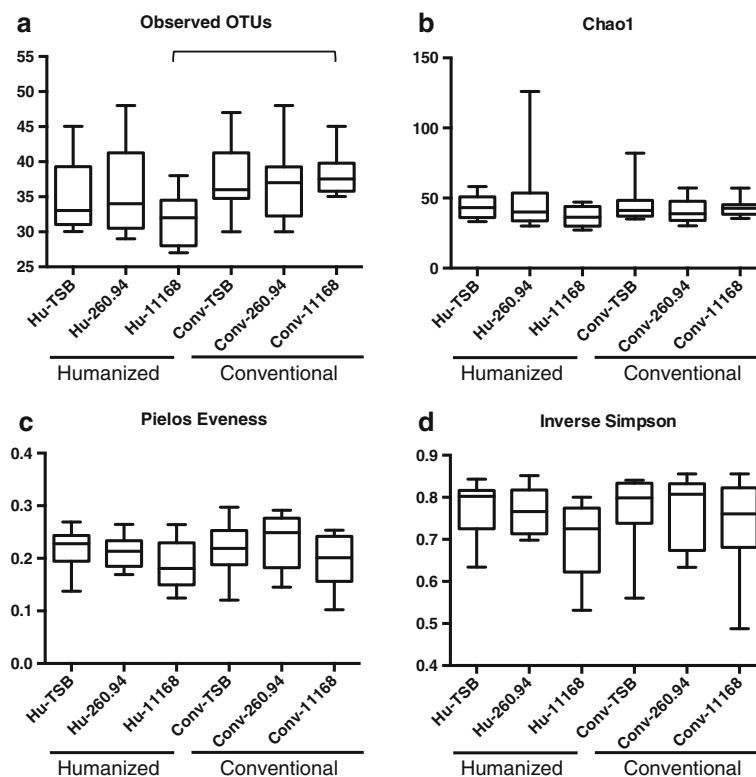 a
Observed OTUs
55
50
45
40
35
30
25
Hu-TSB
Hu-260.94
Hu-11168
Conv-TSB
Conv-260.94
Conv-11168
Humanized
Conventional
b
Chao1
150
100
50
0
Hu-TSB
Hu-260.94
Hu-11168
Conv-TSB
Conv-260.94
Conv-11168
Humanized
Conventional
c
Pielos Eveness
0.4
0.3
0.2
0.1
0.0
Hu-TSB
Hu-260.94
Hu-11168
Conv-TSB
Conv-260.94
Conv-11168
Humanized
Conventional
d
Inverse Simpson
0.9
0.8
0.7
0.6
0.5
0.4
Hu-TSB
Hu-260.94
Hu-11168
Conv-TSB
Conv-260.94
Conv-11168
Humanized
Conventional